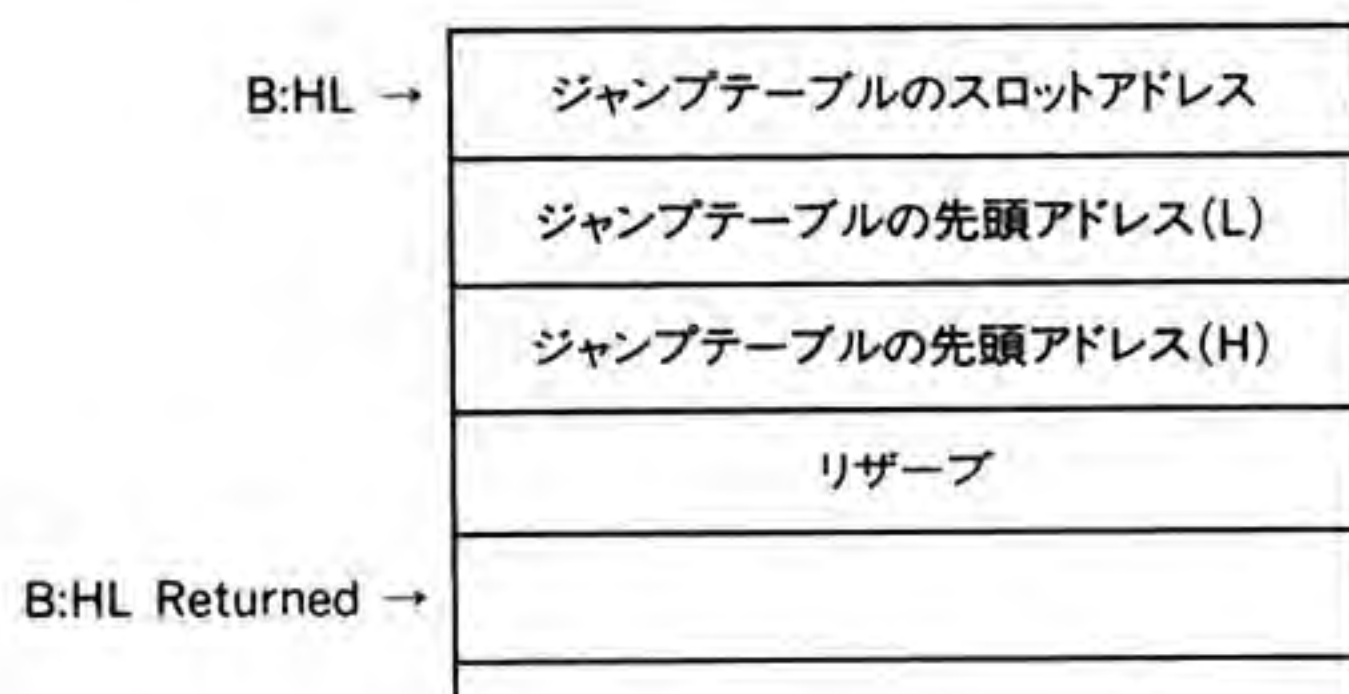 B:HL → ジャンプテーブルのスロットアドレス
ジャンプテーブルの先頭アドレス(L)
ジャンプテーブルの先頭アドレス(H)
リザーブ
B:HL Returned →